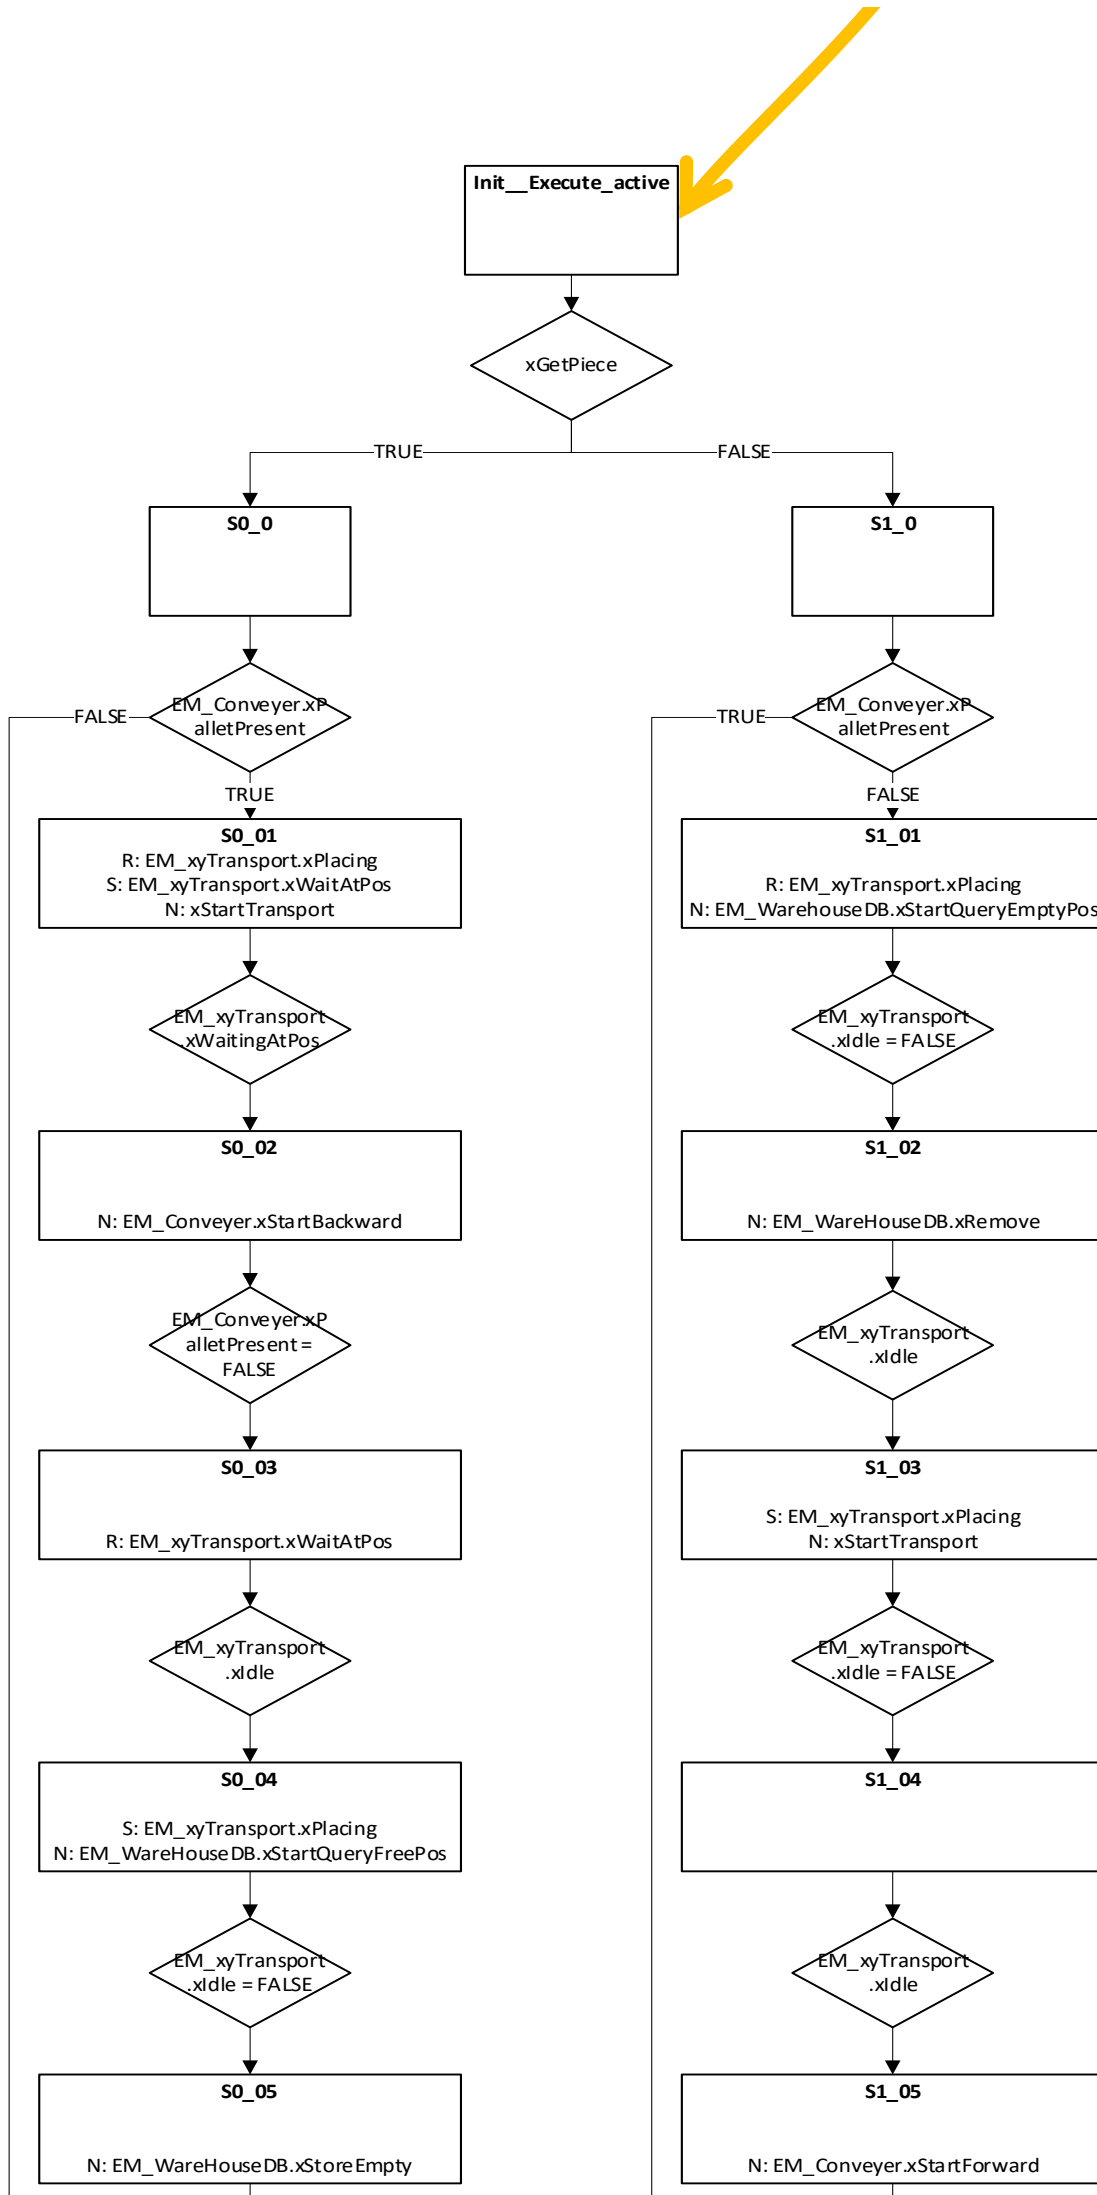 Init__Execute_active
xGetPiece
TRUE
FALSE
S0_0
S1_0
EM_Conveyer.xP
alletPresent
FALSE
TRUE
EM_Conveyer.xP
alletPresent
TRUE
FALSE
S0_01
R: EM_xyTransport.xPlacing
S: EM_xyTransport.xWaitAtPos
N: xStartTransport
S1_01
R: EM_xyTransport.xPlacing
N: EM_WarehouseDB.xStartQueryEmptyPos
EM_xyTransport
.xWaitingAtPos
EM_xyTransport
.xIdle = FALSE
S0_02
N: EM_Conveyer.xStartBackward
S1_02
N: EM_WareHouseDB.xRemove
EM_Conveyer.xP
alletPresent =
FALSE
EM_xyTransport
.xIdle
S0_03
R: EM_xyTransport.xWaitAtPos
S1_03
S: EM_xyTransport.xPlacing
N: xStartTransport
EM_xyTransport
.xIdle
EM_xyTransport
.xIdle = FALSE
S0_04
S: EM_xyTransport.xPlacing
N: EM_WareHouseDB.xStartQueryFreePos
S1_04
EM_xyTransport
.xIdle = FALSE
EM_xyTransport
.xIdle
S0_05
N: EM_WareHouseDB.xStoreEmpty
S1_05
N: EM_Conveyer.xStartForward